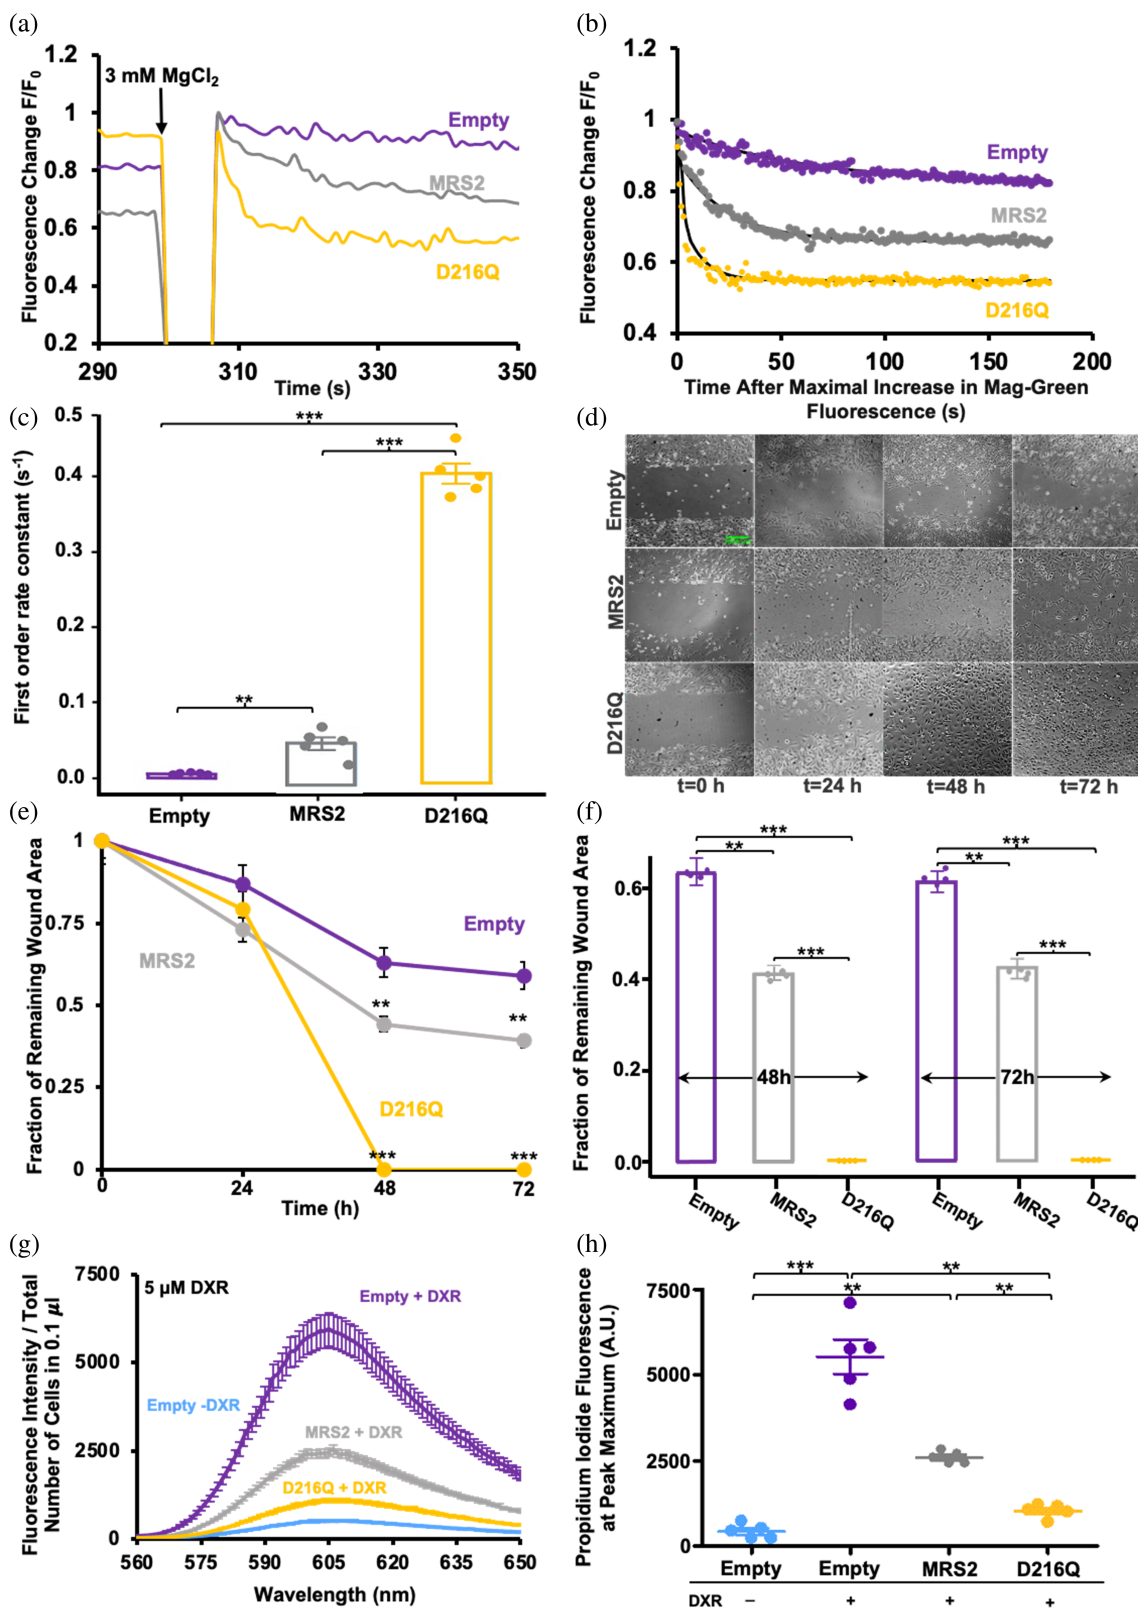 (a)
Fluorescence Change F/F0
1.2
1
0.8
0.6
0.4
0.2
3 mM MgCl2
Empty
MRS2
D216Q
290
310
330
350
Time (s)
(b)
Fluorescence Change F/F0
1.2
1
0.8
0.6
0.4
Empty
MRS2
D216Q
0
50
100
150
200
Time After Maximal Increase in Mag-Green
Fluorescence (s)
(c)
First order rate constant (s-1)
0.5
0.4
0.3
0.2
0.1
0.0
***
***
**
Empty
MRS2
D216Q
(d)
Empty
MRS2
D216Q
t=0 h
t=24 h
t=48 h
t=72 h
(e)
Fraction of Remaining Wound Area
1
0.75
0.5
0.25
0
Empty
MRS2
D216Q
**
**
***
***
0
24
48
72
Time (h)
(f)
Fraction of Remaining Wound Area
0.6
0.4
0.2
0.0
***
**
***
***
**
***
48h
72h
Empty
MRS2
D216Q
Empty
MRS2
D216Q
(g)
Fluorescence Intensity / Total
Number of Cells in 0.1 µl
7500
5000
2500
0
5 µM DXR
Empty + DXR
Empty -DXR
MRS2 + DXR
D216Q + DXR
560
575
590
605
620
635
650
Wavelength (nm)
(h)
Propidium Iodide Fluorescence
at Peak Maximum (A.U.)
7500
5000
2500
0
***
**
**
**
Empty
Empty
MRS2
D216Q
DXR
–
+
+
+